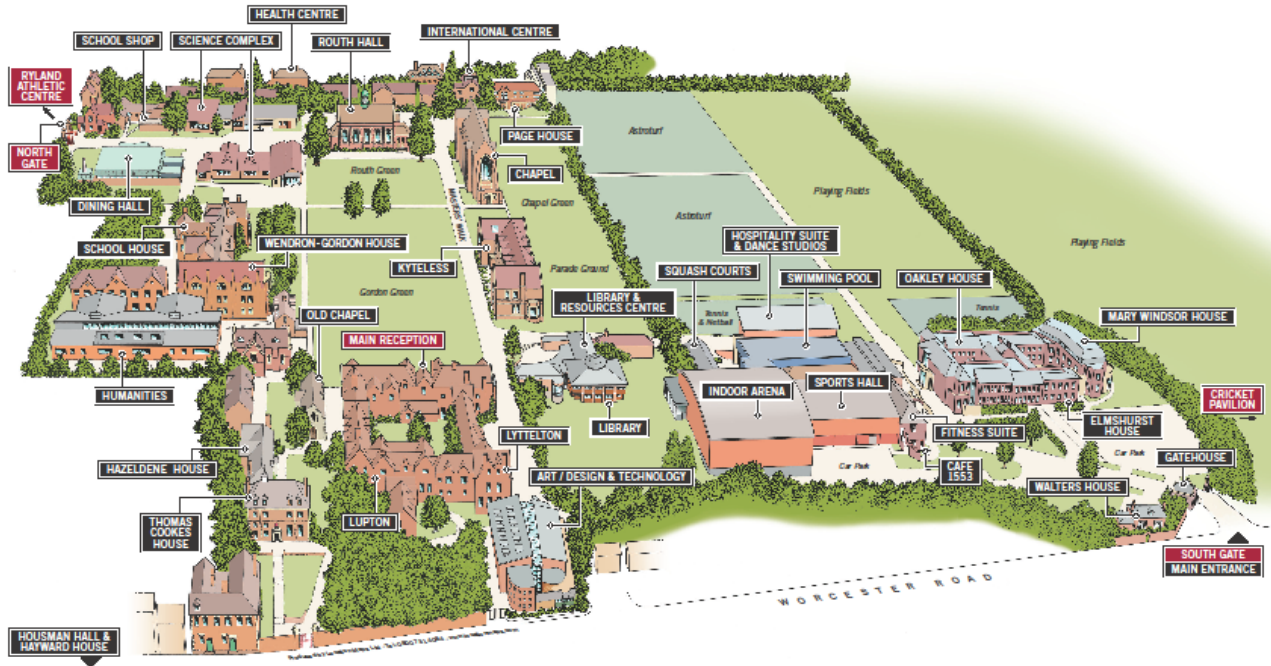 HEALTH CENTRE
SCHOOL SHOP
SCIENCE COMPLEX
ROUTH HALL
INTERNATIONAL CENTRE
RYLAND
ATHLETIC
CENTRE
NORTH
GATE
PAGE HOUSE
Astroturf
Routh Green
CHAPEL
Playing Fields
DINING HALL
Chapel Green
Astroturf
SCHOOL HOUSE
WENDRON-GORDON HOUSE
KYTELESS
Parade Ground
HOSPITALITY SUITE
& DANCE STUDIOS
Playing Fields
SQUASH COURTS
SWIMMING POOL
OAKLEY HOUSE
Gordon Green
LIBRARY &
RESOURCES CENTRE
Tennis
& Netball
Tennis
OLD CHAPEL
MARY WINDSOR HOUSE
MAIN RECEPTION
HUMANITIES
INDOOR ARENA
SPORTS HALL
CRICKET
PAVILION
LIBRARY
ELMSHURST
HOUSE
LYTTELTON
FITNESS SUITE
HAZELDENE HOUSE
ART / DESIGN & TECHNOLOGY
Car Park
CAFE
1553
Car Park
GATEHOUSE
WALTERS HOUSE
THOMAS
COOKES
HOUSE
LUPTON
SOUTH GATE
MAIN ENTRANCE
WORCESTER ROAD
HOUSMAN HALL &
HAYWARD HOUSE